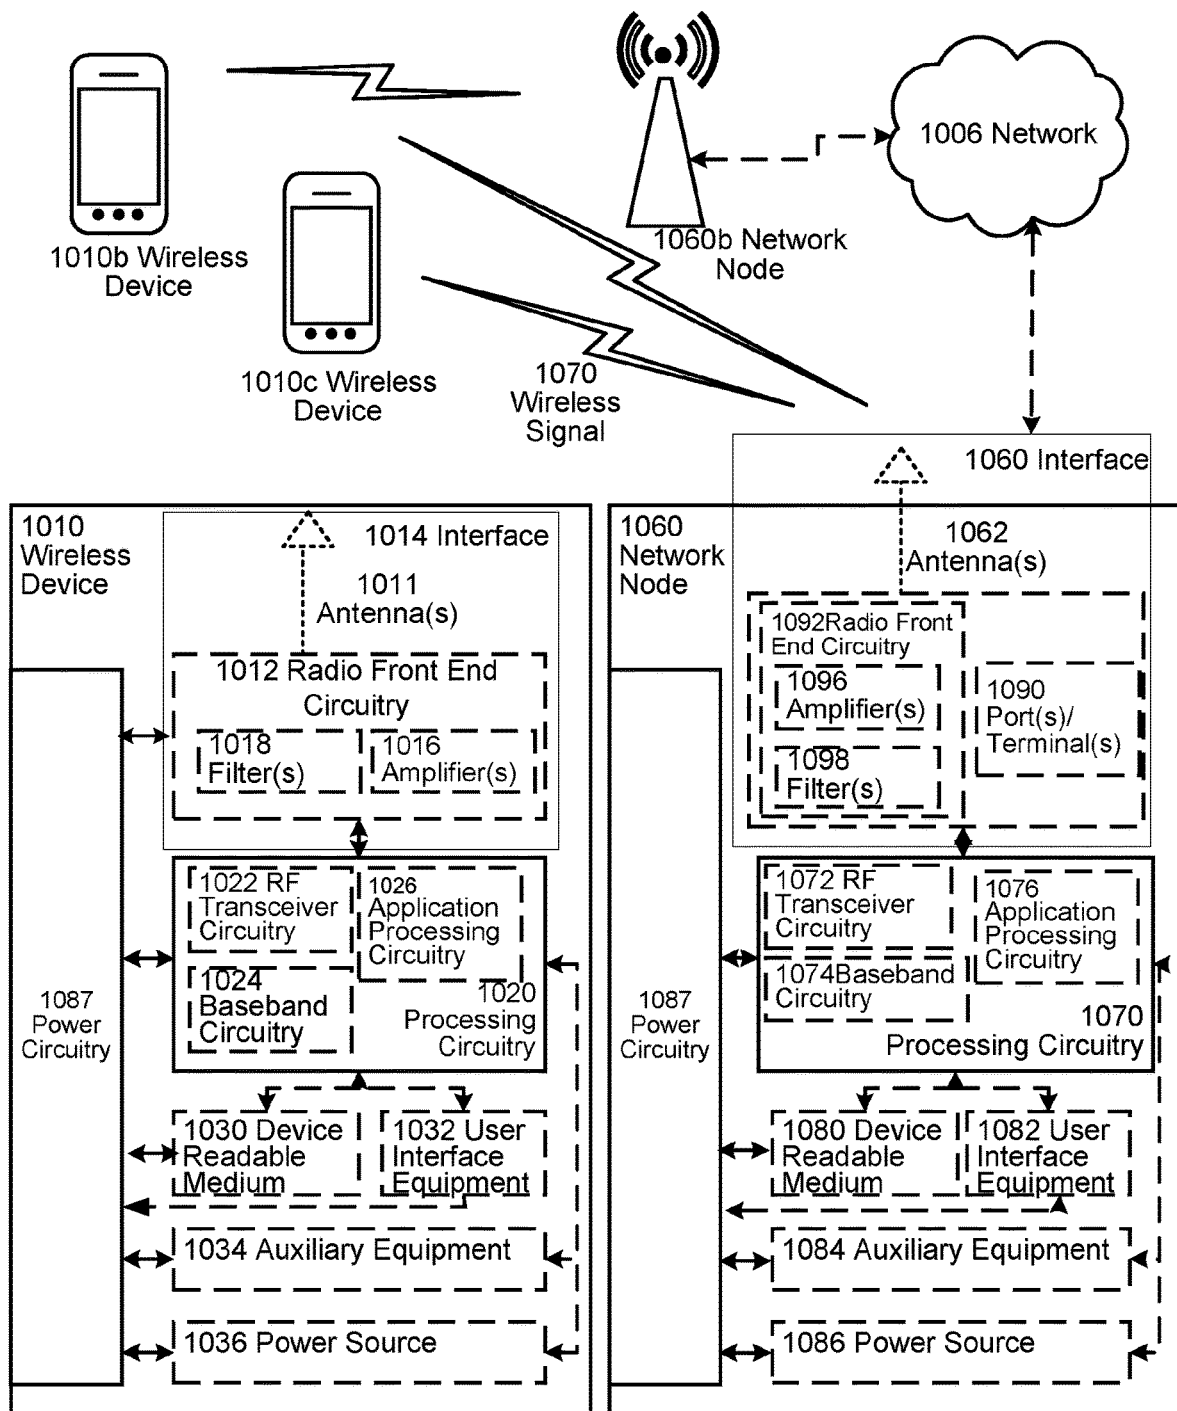 1006 Network
1060b Network
Node
1010b Wireless
Device
1010c Wireless
Device
1070
Wireless
Signal
1060 Interface
1010
Wireless
Device
1014 Interface
1011
Antenna(s)
1012 Radio Front End
Circuitry
1018
Filter(s)
1016
Amplifier(s)
1022 RF
Transceiver
Circuitry
1026
Application
Processing
Circuitry
1024
Baseband
Circuitry
1020
Processing
Circuitry
1087
Power
Circuitry
1030 Device
Readable
Medium
1032 User
Interface
Equipment
1034 Auxiliary Equipment
1036 Power Source
1060
Network
Node
1062
Antenna(s)
1092Radio Front
End Circuitry
1096
Amplifier(s)
1098
Filter(s)
1090
Port(s)/
Terminal(s)
1072 RF
Transceiver
Circuitry
1076
Application
Processing
Circuitry
1074Baseband
Circuitry
1070
Processing Circuitry
1087
Power
Circuitry
1080 Device
Readable
Medium
1082 User
Interface
Equipment
1084 Auxiliary Equipment
1086 Power Source